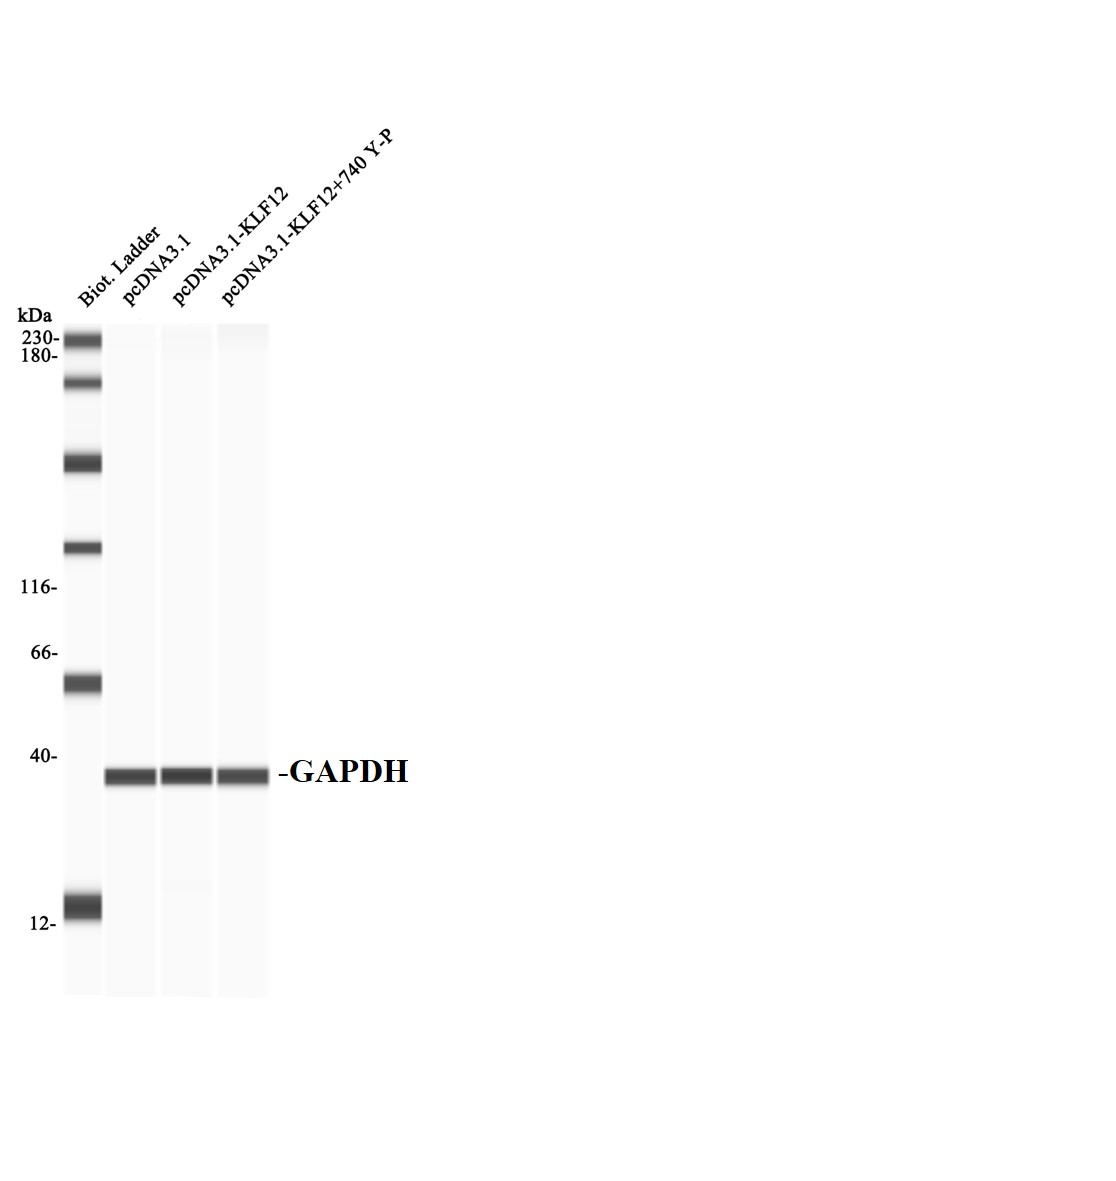 Biot. Ladder
pcDNA3.1
pcDNA3.1-KLF12
pcDNA3.1-KLF12+740 Y-P
kDa
230-
180-
116-
66-
40-
-GAPDH
12-